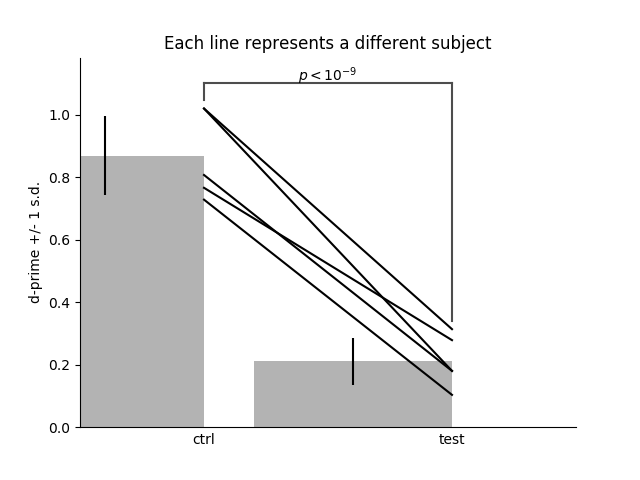 Each line represents a different subject
p < 10⁻⁹
d-prime +/- 1 s.d.
1.0
0.8
0.6
0.4
0.2
0.0
ctrl
test